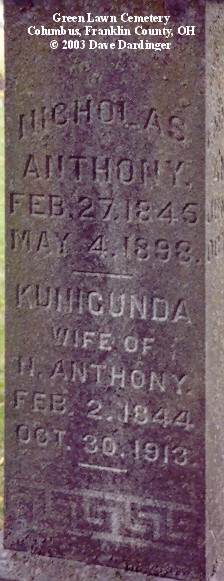 Green Lawn Cemetery
Columbus, Franklin County, OH
© 2003 Dave Dardinger
NICHOLAS
ANTHONY.
FEB. 27. 1845
MAY 4. 1898.
KUNIGUNDA
WIFE OF
N. ANTHONY.
FEB. 2. 1844
OCT. 30. 1913